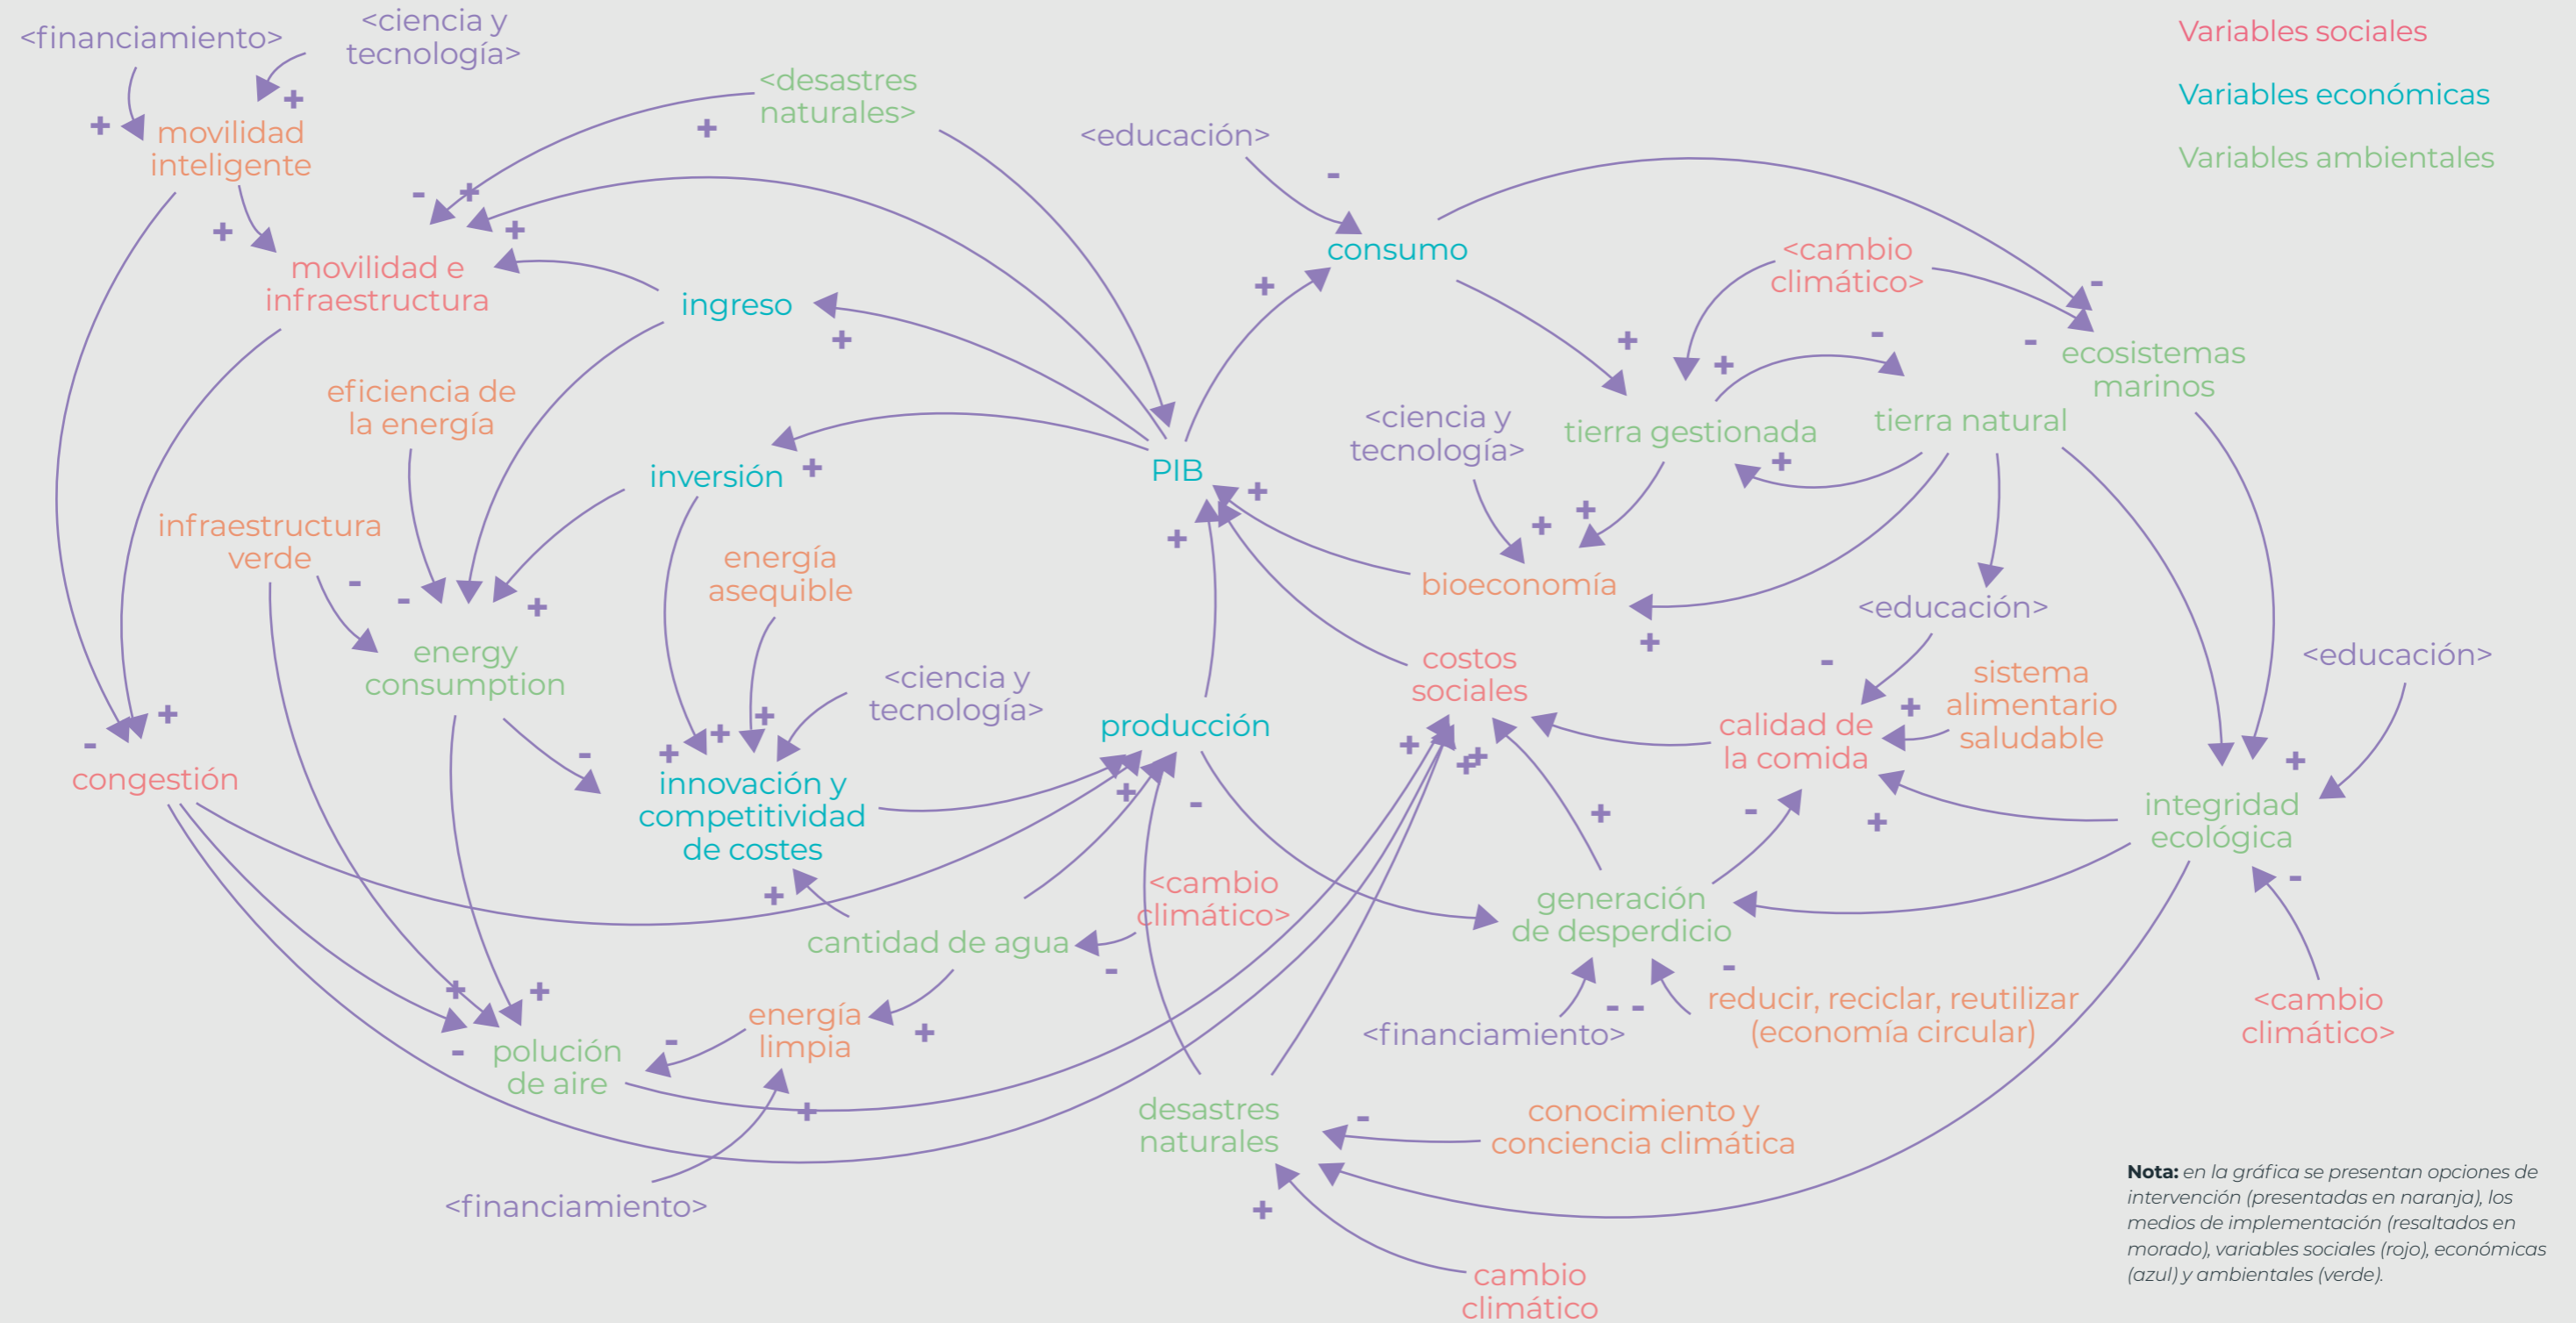 <financiamiento>
<ciencia y
tecnología>
<desastres
naturales>
Variables sociales
Variables económicas
Variables ambientales
movilidad
inteligente
<educación>
movilidad e
infraestructura
ingreso
consumo
<cambio
climático>
ecosistemas
marinos
eficiencia de
la energía
inversión
PIB
<ciencia y
tecnología>
tierra gestionada
tierra natural
infraestructura
verde
energía
asequible
bioeconomía
<educación>
energy
consumption
<ciencia y
tecnología>
producción
costos
sociales
calidad de
la comida
sistema
alimentario
saludable
<educación>
congestión
innovación y
competitividad
de costes
integridad
ecológica
<cambio
climático>
cantidad de agua
generación
de desperdicio
polución
de aire
energía
limpia
<financiamiento>
reducir, reciclar, reutilizar
(economía circular)
<cambio
climático>
desastres
naturales
conocimiento y
conciencia climática
<financiamiento>
cambio
climático
Nota: en la gráfica se presentan opciones de
intervención (presentadas en naranja), los
medios de implementación (resaltados en
morado), variables sociales (rojo), económicas
(azul) y ambientales (verde).